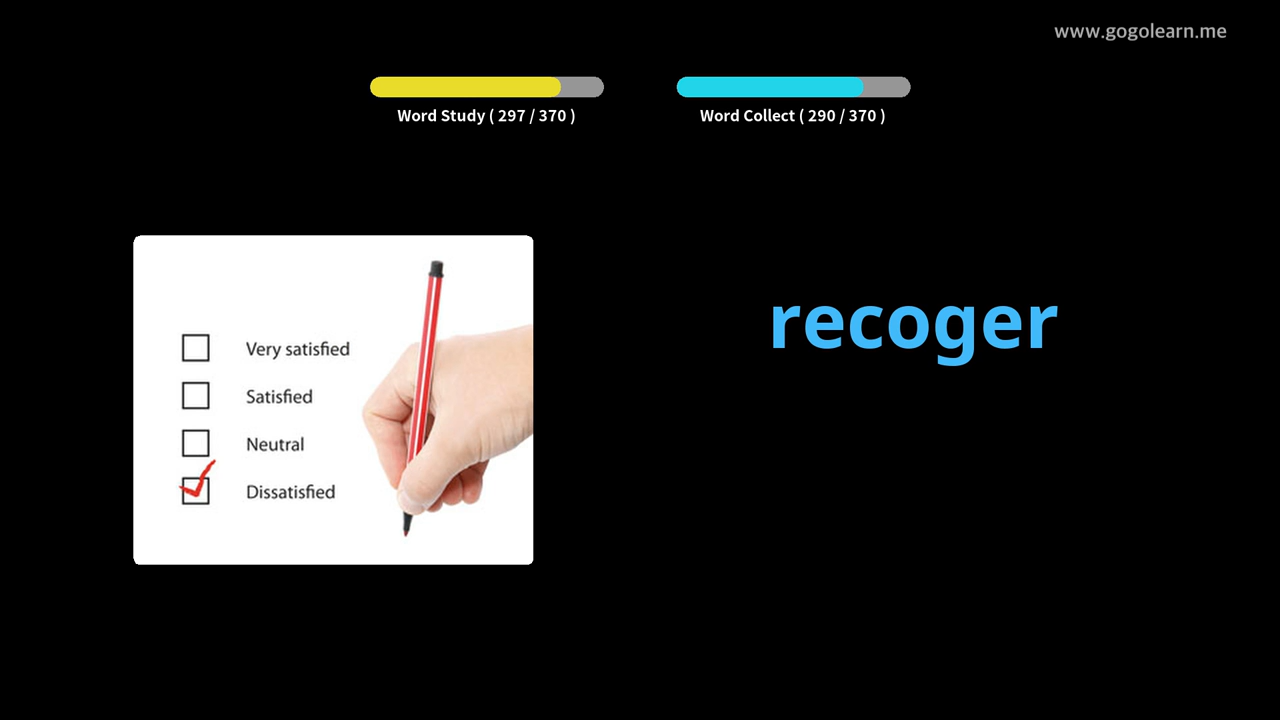 www.gogolearn.me
Word Study ( 297 / 370 )
Word Collect ( 290 / 370 )
recoger
Very satisfied
Satisfied
Neutral
Dissatisfied